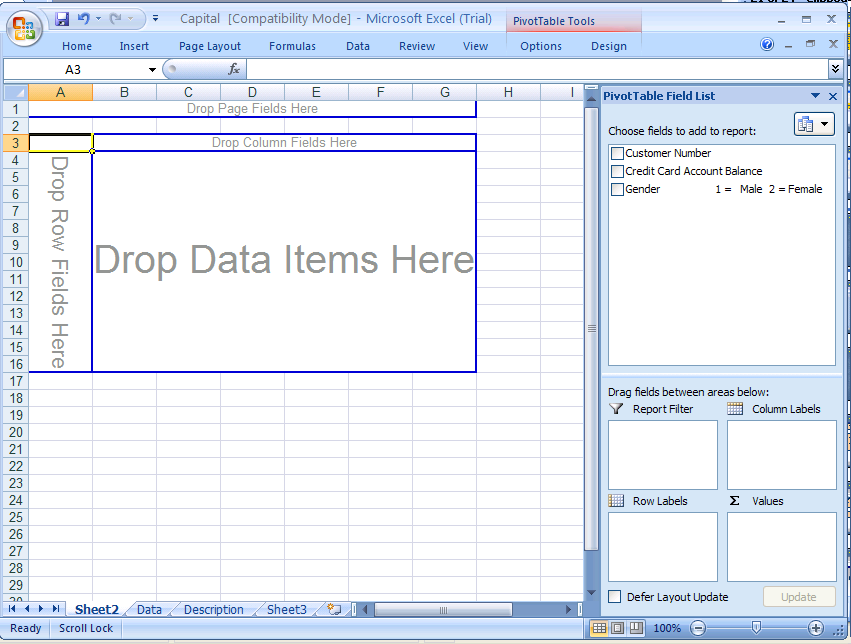 Capital [Compatibility Mode] - Microsoft Excel (Trial)
PivotTable Tools
Home Insert Page Layout Formulas Data Review View Options Design
A3 fx
A B C D E F G H I
1 Drop Page Fields Here
2
3 Drop Column Fields Here
4
5
6
7
8
9
10
11
12
13
14
15
16
Drop Row Fields Here
Drop Data Items Here
17
18
19
20
21
22
23
24
25
26
27
28
29
PivotTable Field List
Choose fields to add to report:
Customer Number
Credit Card Account Balance
Gender 1 = Male 2 = Female
Drag fields between areas below:
Report Filter Column Labels
Row Labels Σ Values
Defer Layout Update Update
Sheet2 Data Description Sheet3
Ready Scroll Lock 100%